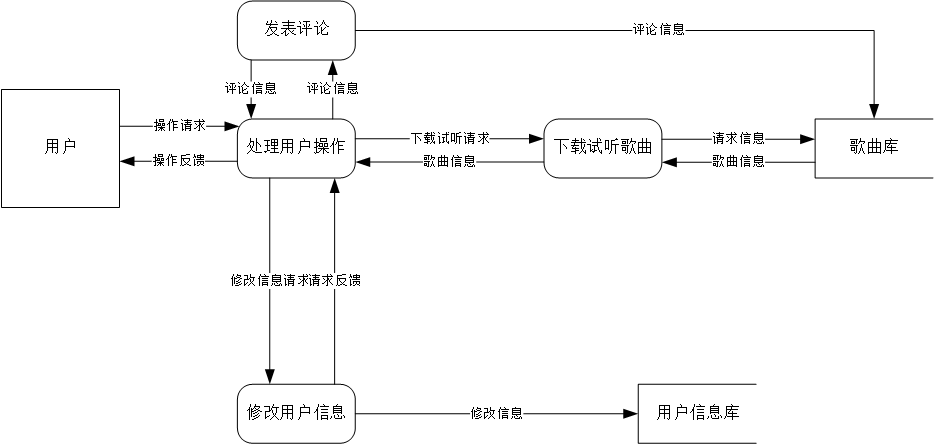 发表评论
评论信息
评论信息
评论信息
用户
操作请求
操作反馈
处理用户操作
下载试听请求
歌曲信息
下载试听歌曲
请求信息
歌曲信息
歌曲库
修改信息请求
请求反馈
修改用户信息
修改信息
用户信息库